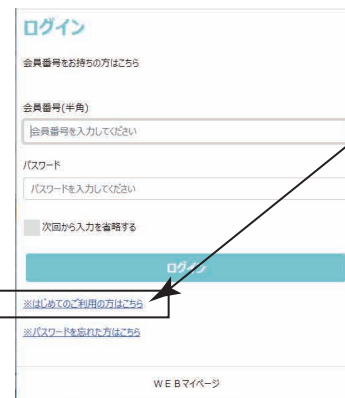 ログイン
会員番号をお持ちの方はこちら
会員番号(半角)
会員番号を入力してください
パスワード
パスワードを入力してください
次回から入力を省略する
ログイン
※はじめてのご利用の方はこちら
※パスワードを忘れた方はこちら
WEBマイページ